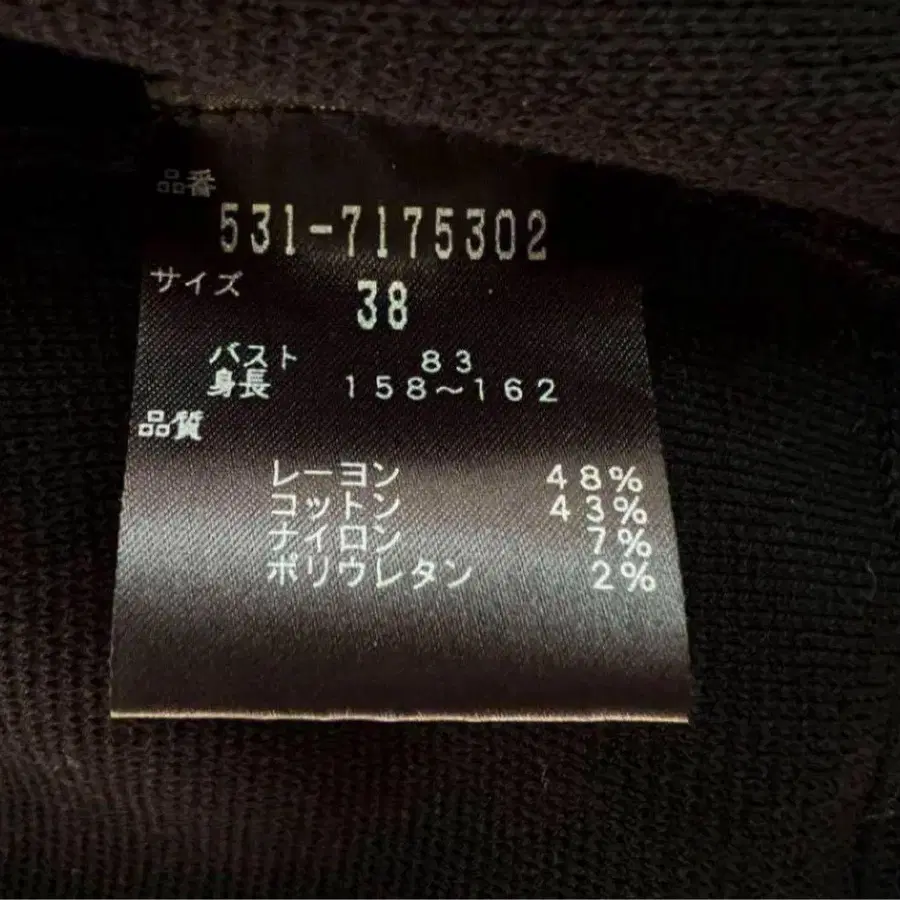 品番
531-7175302
サイズ
38
バスト 83
身長 158～162
品質
レーヨン 48%
コットン 43%
ナイロン 7%
ポリウレタン 2%